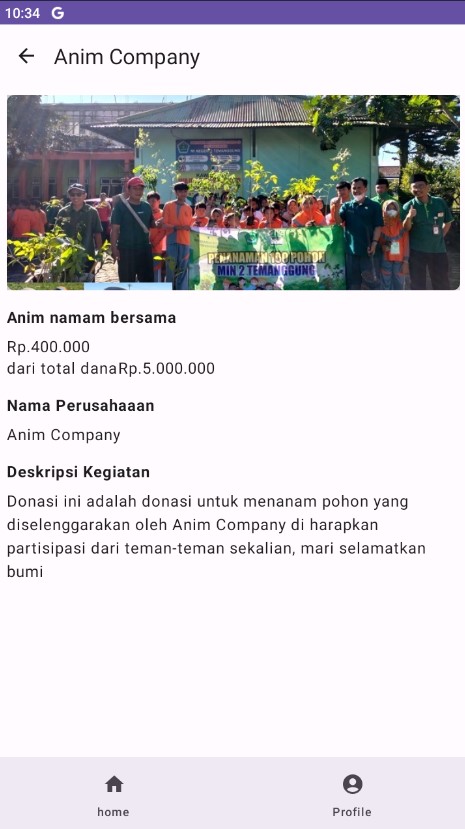 10:34 G
Anim Company
PENANAMAN 100 POHON
MIN 2 TEMANGGUNG
Anim namam bersama
Rp.400.000
dari total danaRp.5.000.000
Nama Perusahaaan
Anim Company
Deskripsi Kegiatan
Donasi ini adalah donasi untuk menanam pohon yang
diselenggarakan oleh Anim Company di harapkan
partisipasi dari teman-teman sekalian, mari selamatkan
bumi
home
Profile